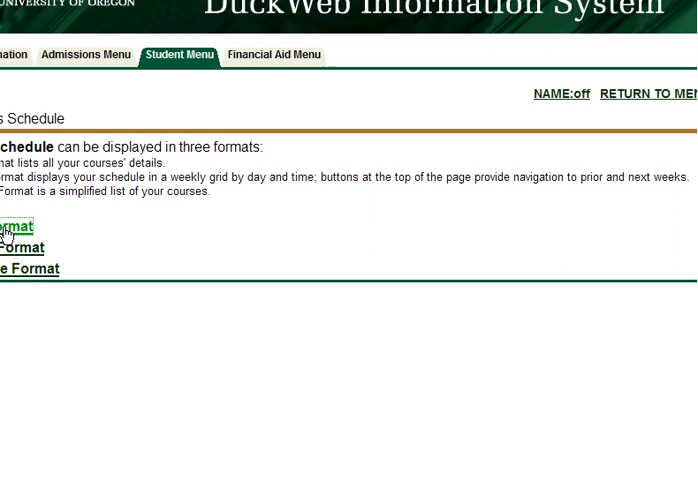 UNIVERSITY OF OREGON
DuckWeb Information System
Admissions Menu Student Menu Financial Aid Menu
NAME:off RETURN TO
Schedule
can be displayed in three formats:
lists all your courses' details.
displays your schedule in a weekly grid by day and time; buttons at the top of the page provide navigation to prior and next weeks.
Format is a simplified list of your courses.
Format
Format